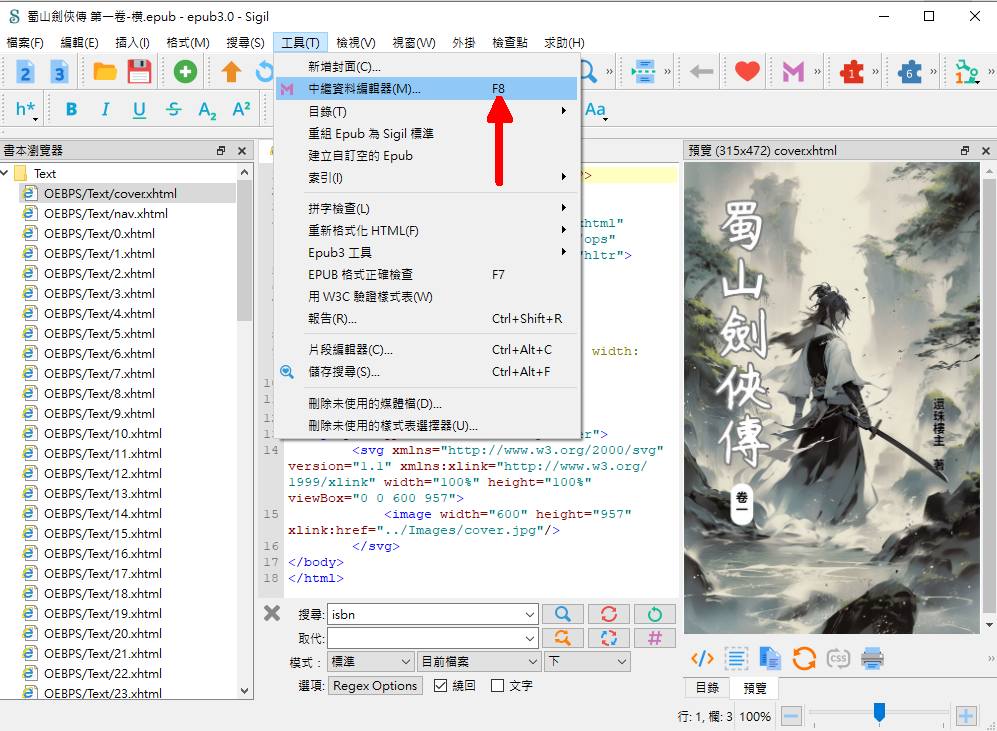 蜀山劍俠傳 第一卷-橫.epub - epub3.0 - Sigil
檔案(F) 編輯(E) 插入(I) 格式(M) 搜尋(S) 工具(T) 檢視(V) 視窗(W) 外掛 檢查點 求助(H)
2 3 » » » 1 » 6 » »
h* B I U S A2 A2 Aa
新增封面(C)...
中繼資料編輯器(M)... F8
目錄(T)
重組 Epub 為 Sigil 標準
建立自訂空的 Epub
索引(I)
拼字檢查(L)
重新格式化 HTML(F)
Epub3 工具
EPUB 格式正確檢查 F7
用 W3C 驗證樣式表(W)
報告(R)... Ctrl+Shift+R
片段編輯器(C)... Ctrl+Alt+C
儲存搜尋(S)... Ctrl+Alt+F
刪除未使用的媒體檔(D)...
刪除未使用的樣式表選擇器(U)...
書本瀏覽器
Text
OEBPS/Text/cover.xhtml
OEBPS/Text/nav.xhtml
OEBPS/Text/0.xhtml
OEBPS/Text/1.xhtml
OEBPS/Text/2.xhtml
OEBPS/Text/3.xhtml
OEBPS/Text/4.xhtml
OEBPS/Text/5.xhtml
OEBPS/Text/6.xhtml
OEBPS/Text/7.xhtml
OEBPS/Text/8.xhtml
OEBPS/Text/9.xhtml
OEBPS/Text/10.xhtml
OEBPS/Text/11.xhtml
OEBPS/Text/12.xhtml
OEBPS/Text/13.xhtml
OEBPS/Text/14.xhtml
OEBPS/Text/15.xhtml
OEBPS/Text/16.xhtml
OEBPS/Text/17.xhtml
OEBPS/Text/18.xhtml
OEBPS/Text/19.xhtml
OEBPS/Text/20.xhtml
OEBPS/Text/21.xhtml
OEBPS/Text/22.xhtml
OEBPS/Text/23.xhtml
?>
html"
ops"
hltr">
width:
">
14 <svg xmlns="http://www.w3.org/2000/svg"
version="1.1" xmlns:xlink="http://www.w3.org/
1999/xlink" width="100%" height="100%"
viewBox="0 0 600 957">
15 <image width="600" height="957"
xlink:href="../Images/cover.jpg"/>
16 </svg>
17 </body>
18 </html>
搜尋: isbn
取代:
模式： 標準 目前檔案 下
選項: Regex Options 繞回 文字
預覽 (315x472) cover.xhtml
蜀山劍俠傳
卷一
還珠樓主 著
</> CSS »
目錄 預覽
行: 1, 欄: 3 100%